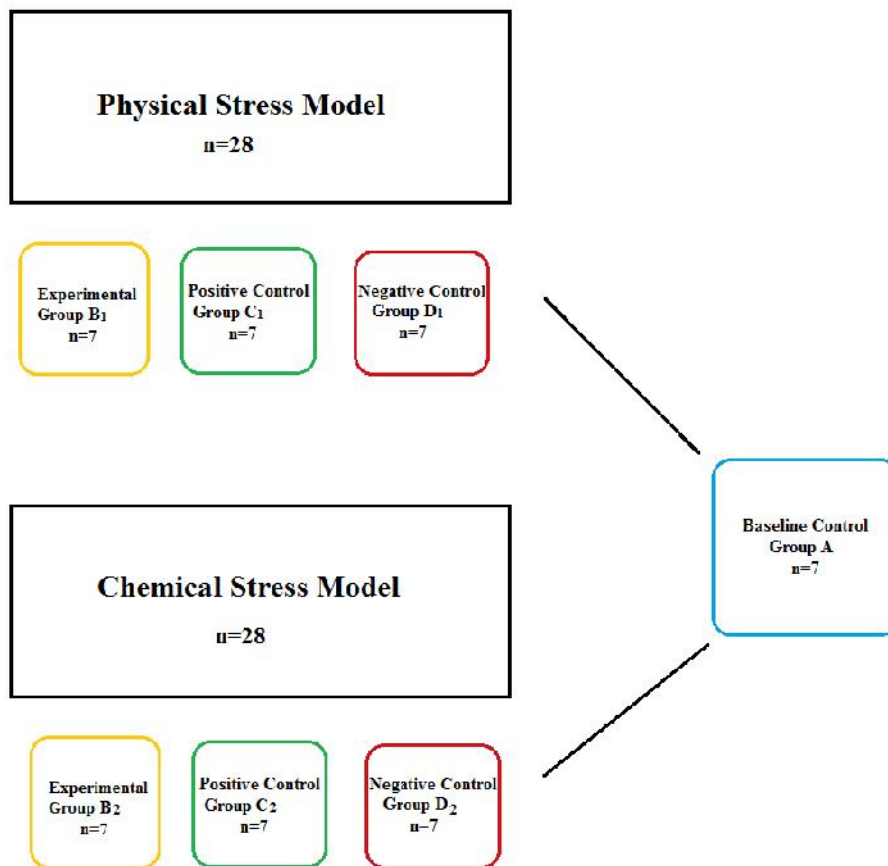 Physical Stress Model
n=28
Experimental
Group B₁
n=7
Positive Control
Group C₁
n=7
Negative Control
Group D₁
n=7
Baseline Control
Group A
n=7
Chemical Stress Model
n=28
Experimental
Group B₂
n=7
Positive Control
Group C₂
n=7
Negative Control
Group D₂
n=7